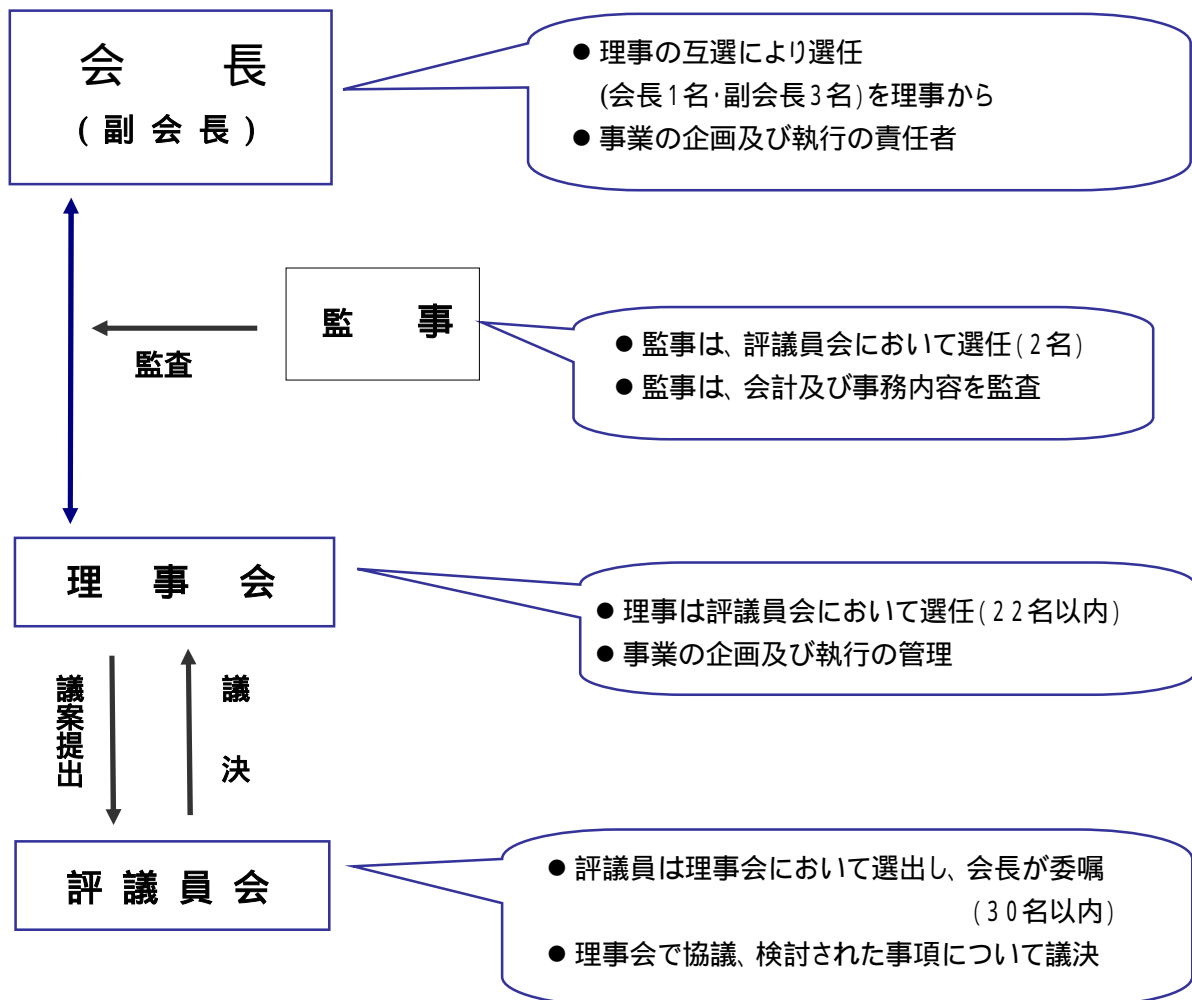 会　長
(副会長)
● 理事の互選により選任
(会長1名・副会長3名)を理事から
● 事業の企画及び執行の責任者
監　事
監査
● 監事は、評議員会において選任(2名)
● 監事は、会計及び事務内容を監査
理　事　会
● 理事は評議員会において選任(22名以内)
● 事業の企画及び執行の管理
議案提出
議　決
評議員会
● 評議員は理事会において選出し、会長が委嘱
(30名以内)
● 理事会で協議、検討された事項について議決